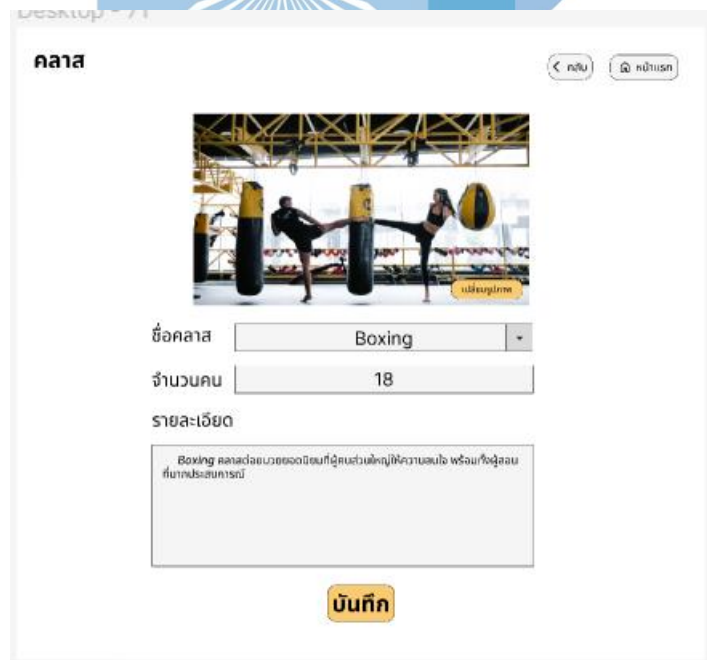 Desktop - 71
คลาส
กลับ
หน้าแรก
เปลี่ยนรูปภาพ
ชื่อคลาส
Boxing
จำนวนคน
18
รายละเอียด
Boxing คลาสต่อยมวยยอดนิยมที่ผู้คนส่วนใหญ่ให้ความสนใจ พร้อมทั้งผู้สอน
ที่มากประสบการณ์
บันทึก